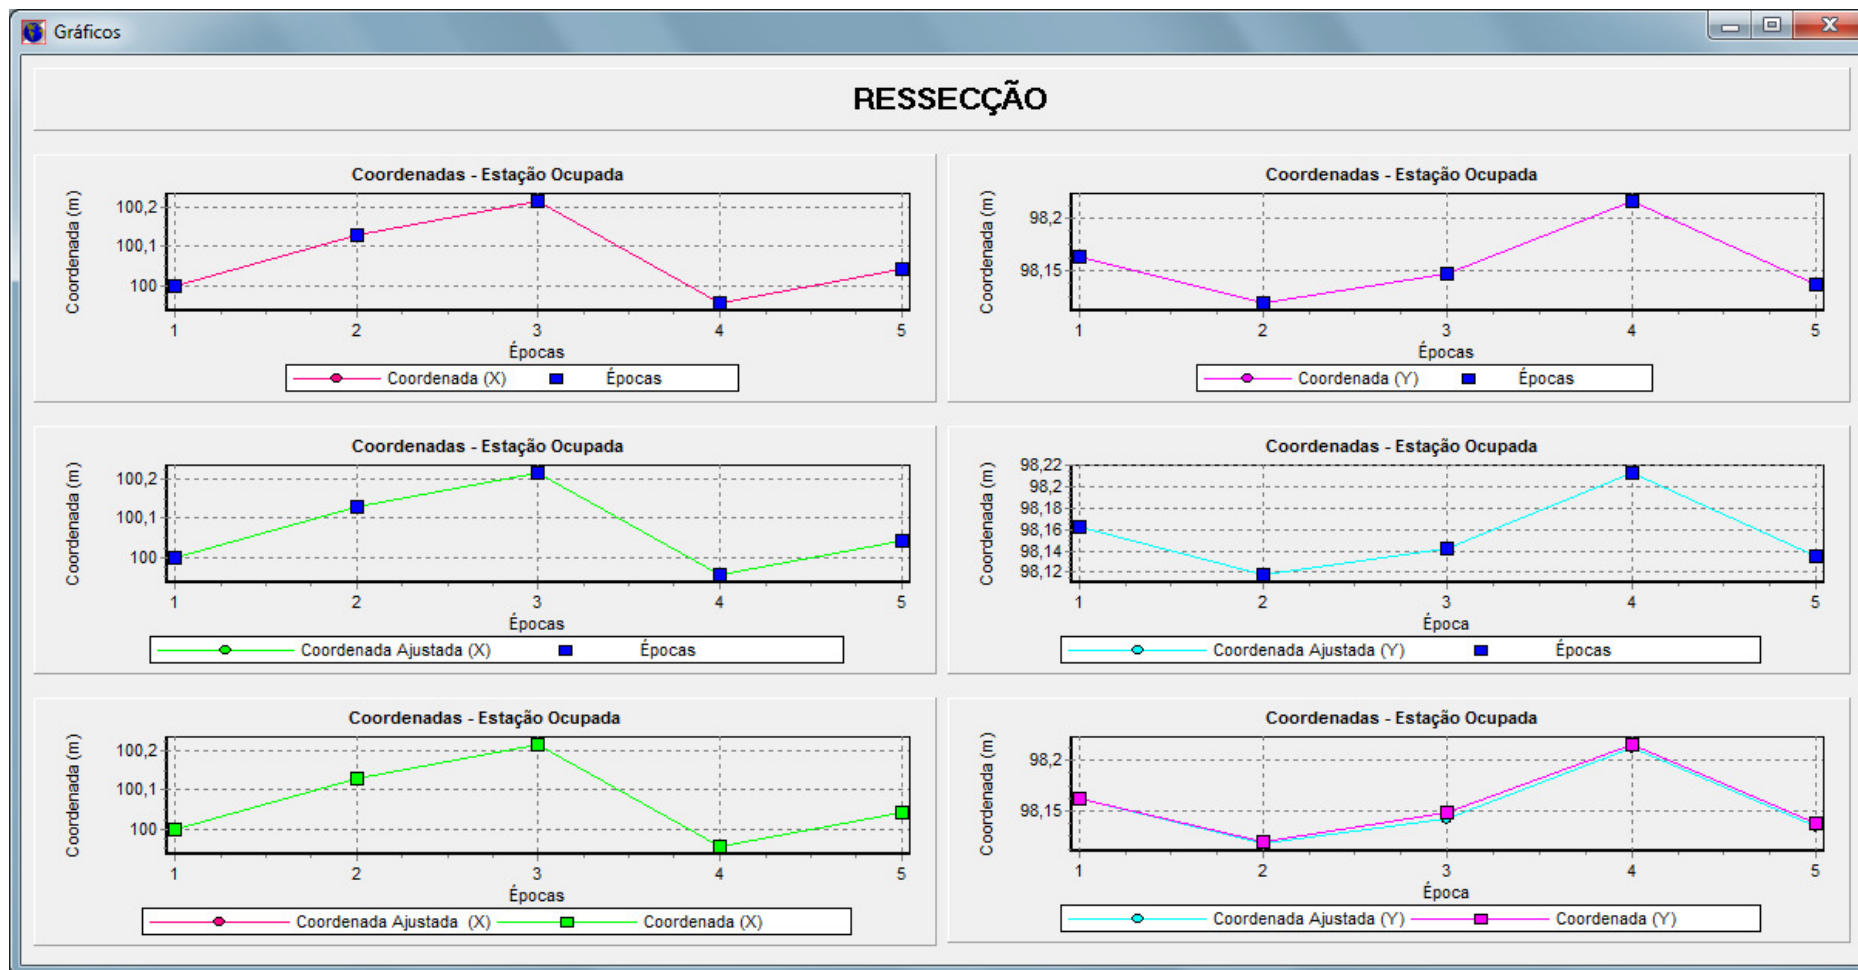 Gráficos
RESSECÇÃO
Coordenadas - Estação Ocupada
Coordenada (m)
100,2
100,1
100
1 2 3 4 5
Épocas
Coordenada (X) Épocas
Coordenadas - Estação Ocupada
Coordenada (m)
98,2
98,15
1 2 3 4 5
Épocas
Coordenada (Y) Épocas
Coordenadas - Estação Ocupada
Coordenada (m)
100,2
100,1
100
1 2 3 4 5
Épocas
Coordenada Ajustada (X) Épocas
Coordenadas - Estação Ocupada
Coordenada (m)
98,22
98,2
98,18
98,16
98,14
98,12
1 2 3 4 5
Época
Coordenada Ajustada (Y) Épocas
Coordenadas - Estação Ocupada
Coordenada (m)
100,2
100,1
100
1 2 3 4 5
Épocas
Coordenada Ajustada (X) Coordenada (X)
Coordenadas - Estação Ocupada
Coordenada (m)
98,2
98,15
1 2 3 4 5
Época
Coordenada Ajustada (Y) Coordenada (Y)